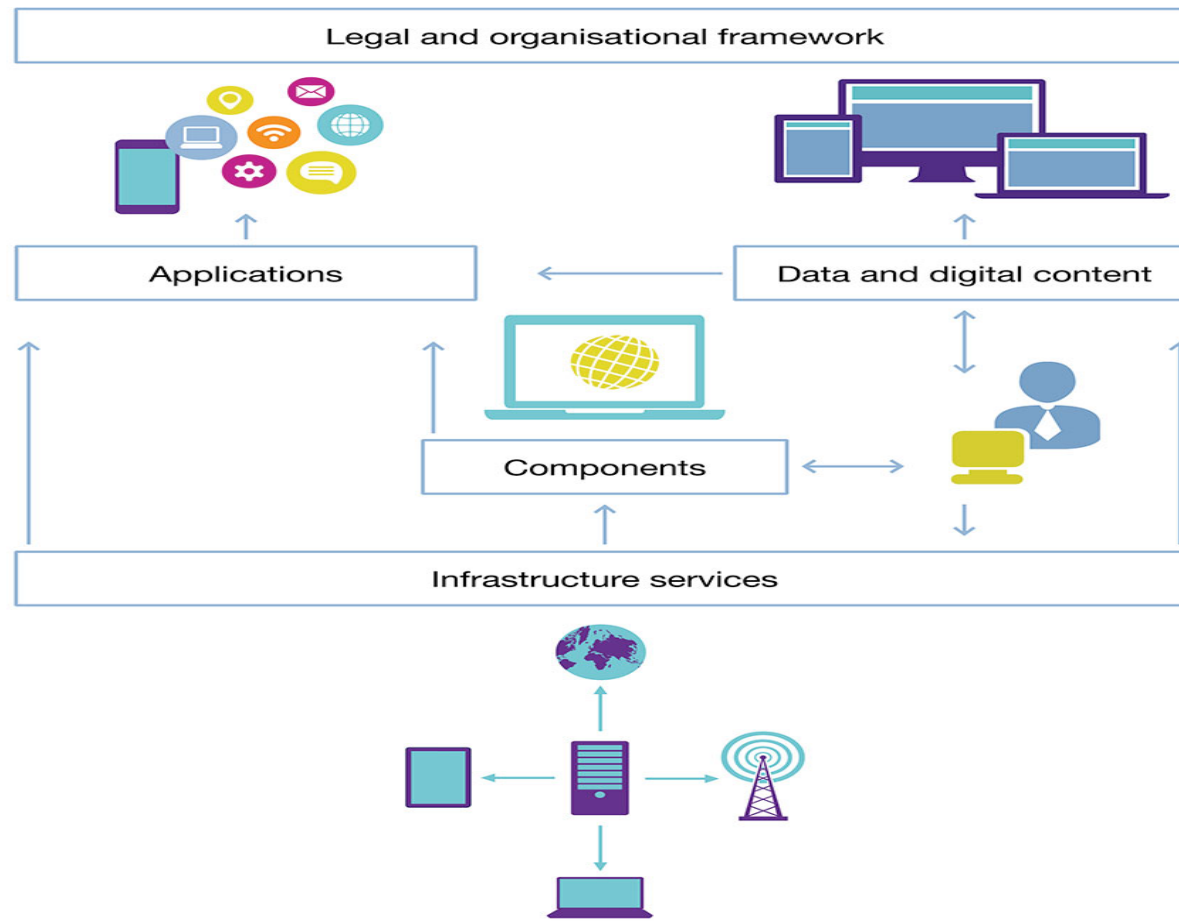 Legal and organisational framework
Applications
Data and digital content
Components
Infrastructure services